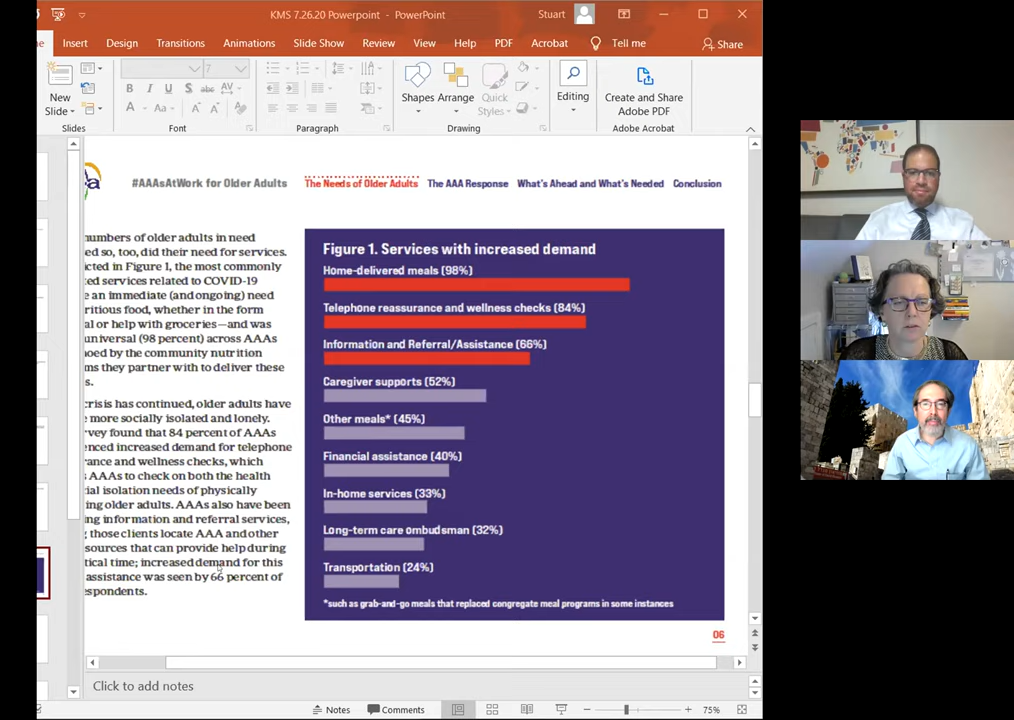 KMS 7.26.20 Powerpoint - PowerPoint
Stuart
Insert Design Transitions Animations Slide Show Review View Help PDF Acrobat Tell me Share
New
Slide
Shapes Arrange Quick
Styles
Editing
Create and Share
Adobe PDF
Slides Font Paragraph Drawing Adobe Acrobat
#AAAsAtWork for Older Adults The Needs of Older Adults The AAA Response What's Ahead and What's Needed Conclusion
numbers of older adults in need
ed so, too, did their need for services.
icted in Figure 1, the most commonly
ted services related to COVID-19
e an immediate (and ongoing) need
ritious food, whether in the form
al or help with groceries—and was
universal (98 percent) across AAAs
noed by the community nutrition
ms they partner with to deliver these
s.
crisis has continued, older adults have
e more socially isolated and lonely.
rvey found that 84 percent of AAAs
enced increased demand for telephone
rance and wellness checks, which
s AAAs to check on both the health
ial isolation needs of physically
ing older adults. AAAs also have been
ng information and referral services,
g those clients locate AAA and other
sources that can provide help during
tical time; increased demand for this
assistance was seen by 66 percent of
espondents.
Figure 1. Services with increased demand
Home-delivered meals (98%)
Telephone reassurance and wellness checks (84%)
Information and Referral/Assistance (66%)
Caregiver supports (52%)
Other meals* (45%)
Financial assistance (40%)
In-home services (33%)
Long-term care ombudsman (32%)
Transportation (24%)
*such as grab-and-go meals that replaced congregate meal programs in some instances
06
Click to add notes
Notes Comments 75%